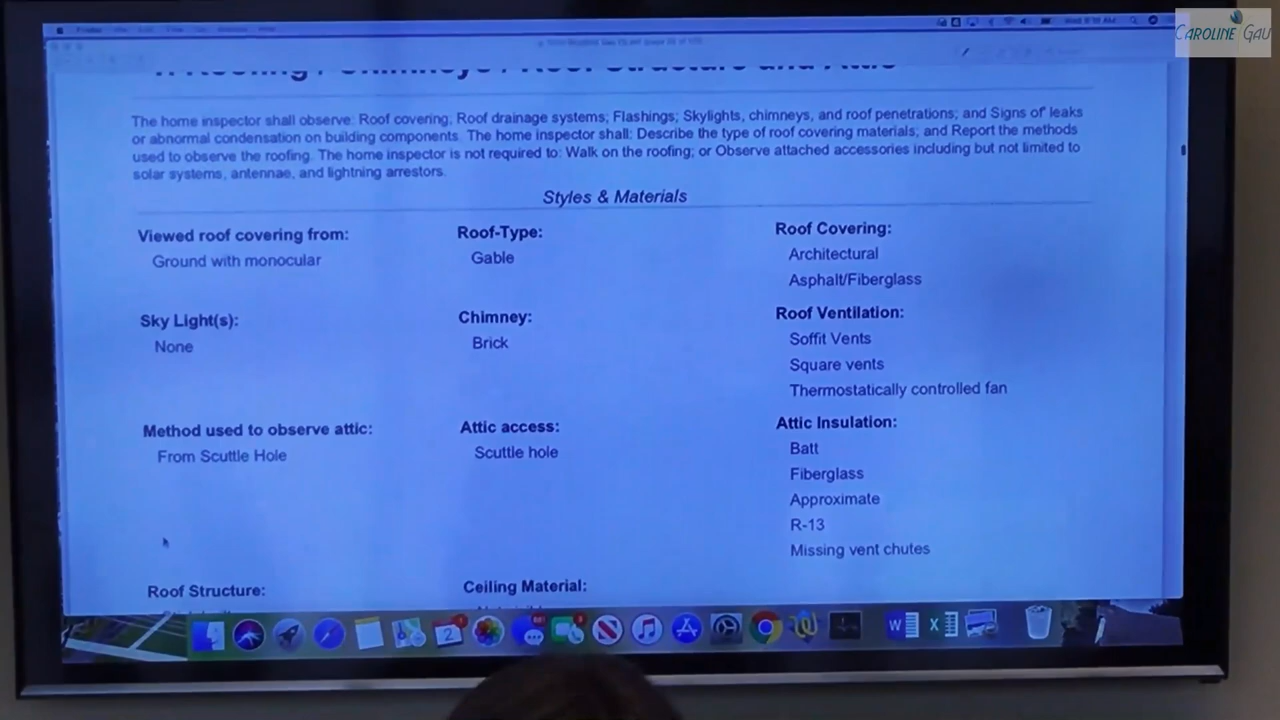 CAROLINE GAU
The home inspector shall observe: Roof covering; Roof drainage systems; Flashings; Skylights, chimneys, and roof penetrations; and Signs of leaks
or abnormal condensation on building components. The home inspector shall: Describe the type of roof covering materials; and Report the methods
used to observe the roofing. The home inspector is not required to: Walk on the roofing; or Observe attached accessories including but not limited to
solar systems, antennae, and lightning arrestors.
Styles & Materials
Viewed roof covering from:
Ground with monocular
Roof-Type:
Gable
Roof Covering:
Architectural
Asphalt/Fiberglass
Sky Light(s):
None
Chimney:
Brick
Roof Ventilation:
Soffit Vents
Square vents
Thermostatically controlled fan
Method used to observe attic:
From Scuttle Hole
Attic access:
Scuttle hole
Attic Insulation:
Batt
Fiberglass
Approximate
R-13
Missing vent chutes
Roof Structure:
Ceiling Material:
2
W
X